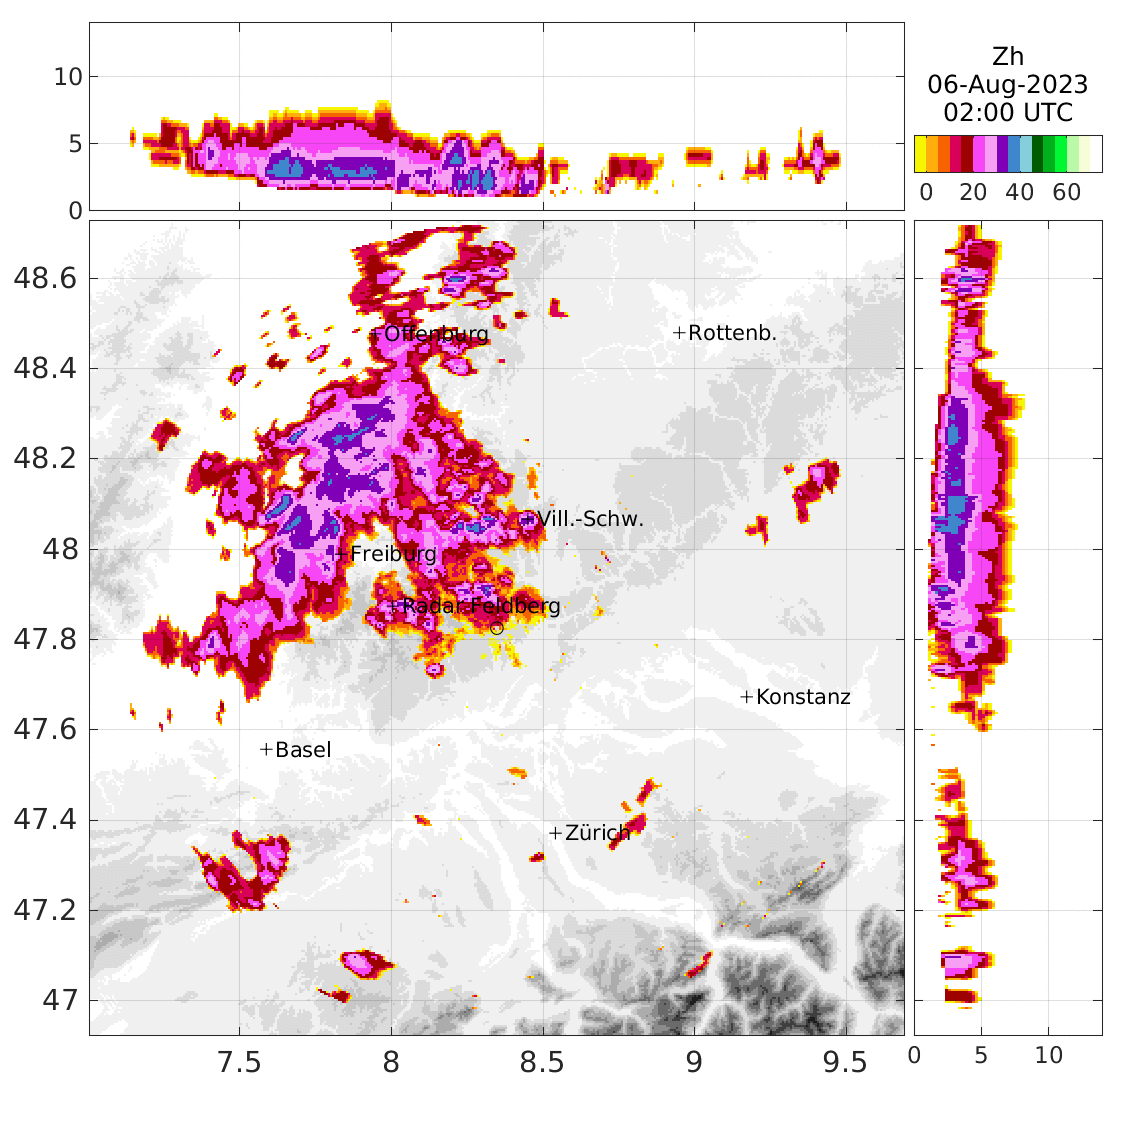 10
5
0
Zh
06-Aug-2023
02:00 UTC
0 20 40 60
48.6
48.4
48.2
48
47.8
47.6
47.4
47.2
47
+Offenburg
+Rottenb.
+Vill.-Schw.
+Freiburg
+Radar Feldberg
+Konstanz
+Basel
+Zürich
7.5 8 8.5 9 9.5
0 5 10